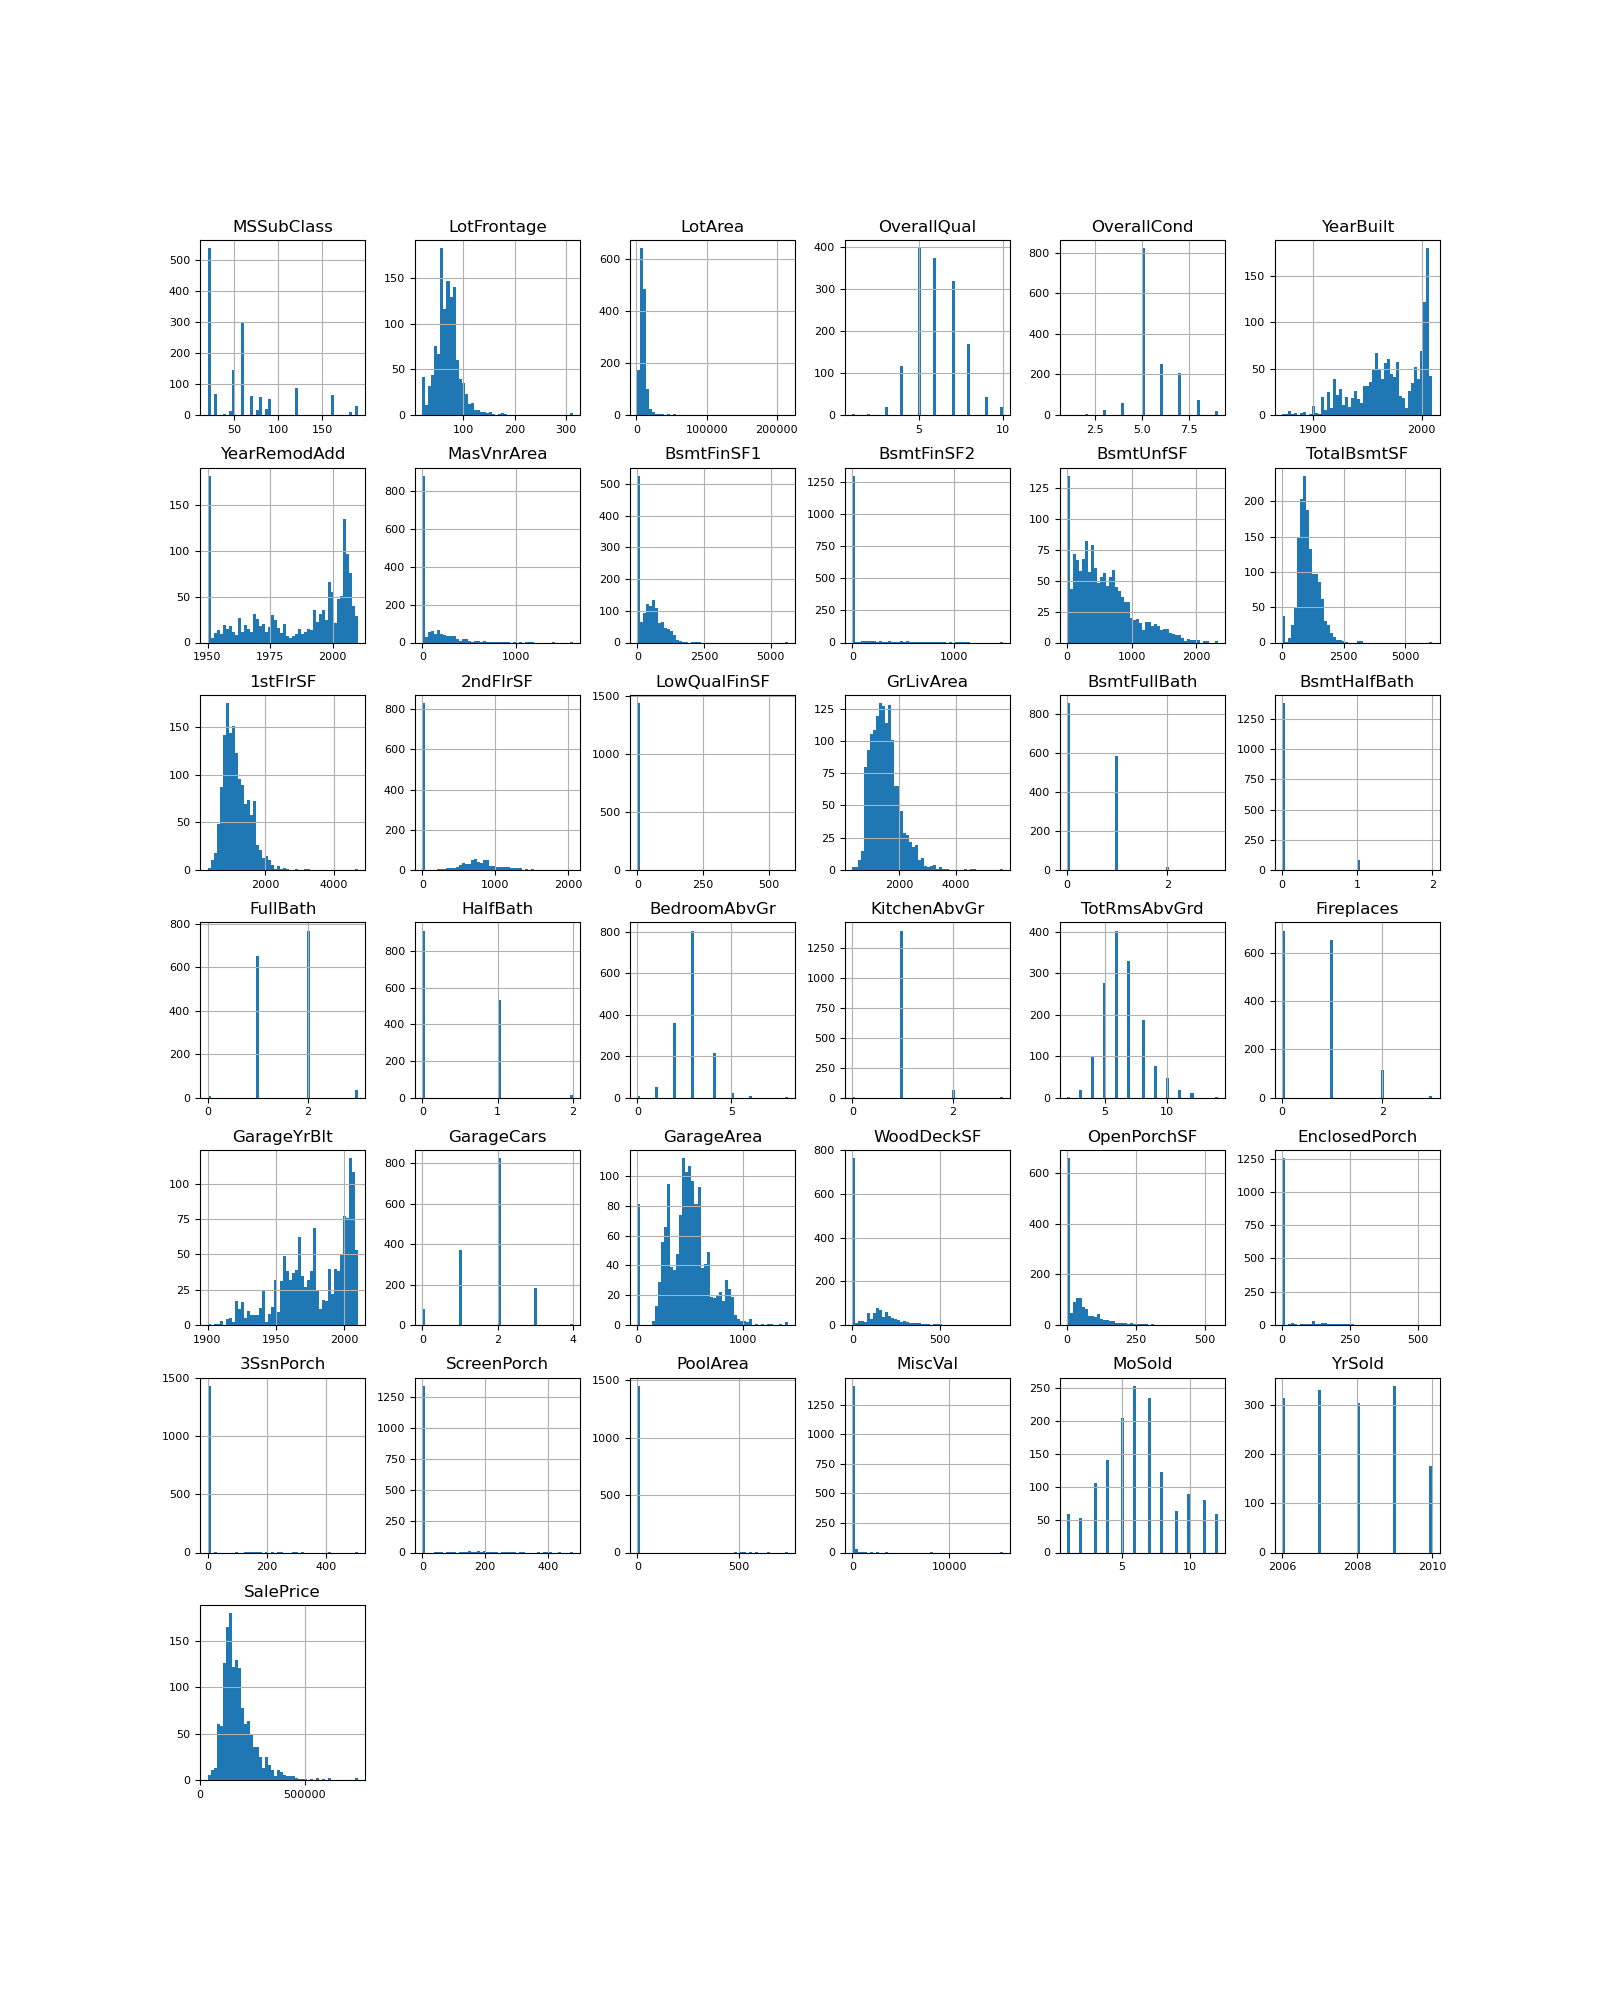 MSSubClass LotFrontage LotArea OverallQual OverallCond YearBuilt
500 400 300 200 100 0
50 100 150
150 100 50 0
100 200 300
600 400 200 0
0 100000 200000
400 300 200 100 0
5 10
800 600 400 200 0
2.5 5.0 7.5
150 100 50 0
1900 2000
YearRemodAdd MasVnrArea BsmtFinSF1 BsmtFinSF2 BsmtUnfSF TotalBsmtSF
150 100 50 0
1950 1975 2000
800 600 400 200 0
0 1000
500 400 300 200 100 0
0 2500 5000
1250 1000 750 500 250 0
0 1000
125 100 75 50 25 0
0 1000 2000
200 150 100 50 0
0 2500 5000
1stFlrSF 2ndFlrSF LowQualFinSF GrLivArea BsmtFullBath BsmtHalfBath
150 100 50 0
2000 4000
800 600 400 200 0
0 1000 2000
1500 1000 500 0
0 250 500
125 100 75 50 25 0
2000 4000
800 600 400 200 0
0 2
1250 1000 750 500 250 0
0 1 2
FullBath HalfBath BedroomAbvGr KitchenAbvGr TotRmsAbvGrd Fireplaces
800 600 400 200 0
0 2
800 600 400 200 0
0 1 2
800 600 400 200 0
0 5
1250 1000 750 500 250 0
0 2
400 300 200 100 0
5 10
600 400 200 0
0 2
GarageYrBlt GarageCars GarageArea WoodDeckSF OpenPorchSF EnclosedPorch
100 75 50 25 0
1900 1950 2000
800 600 400 200 0
0 2 4
100 80 60 40 20 0
0 1000
800 600 400 200 0
0 500
600 400 200 0
0 250 500
1250 1000 750 500 250 0
0 250 500
3SsnPorch ScreenPorch PoolArea MiscVal MoSold YrSold
1500 1000 500 0
0 200 400
1250 1000 750 500 250 0
0 200 400
1500 1000 500 0
0 500
1250 1000 750 500 250 0
0 10000
250 200 150 100 50 0
5 10
300 200 100 0
2006 2008 2010
SalePrice
150 100 50 0
0 500000